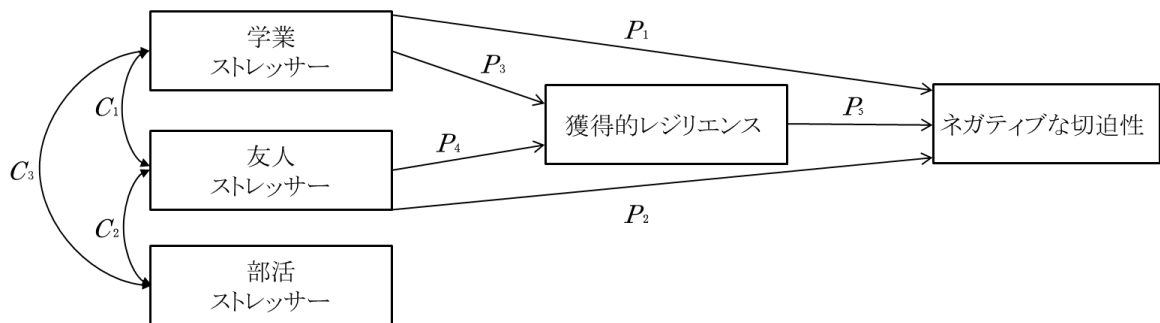 学業
ストレッサー
P1
P3
C1
獲得的レジリエンス
P5
ネガティブな切迫性
友人
ストレッサー
P4
C3
P2
C2
部活
ストレッサー